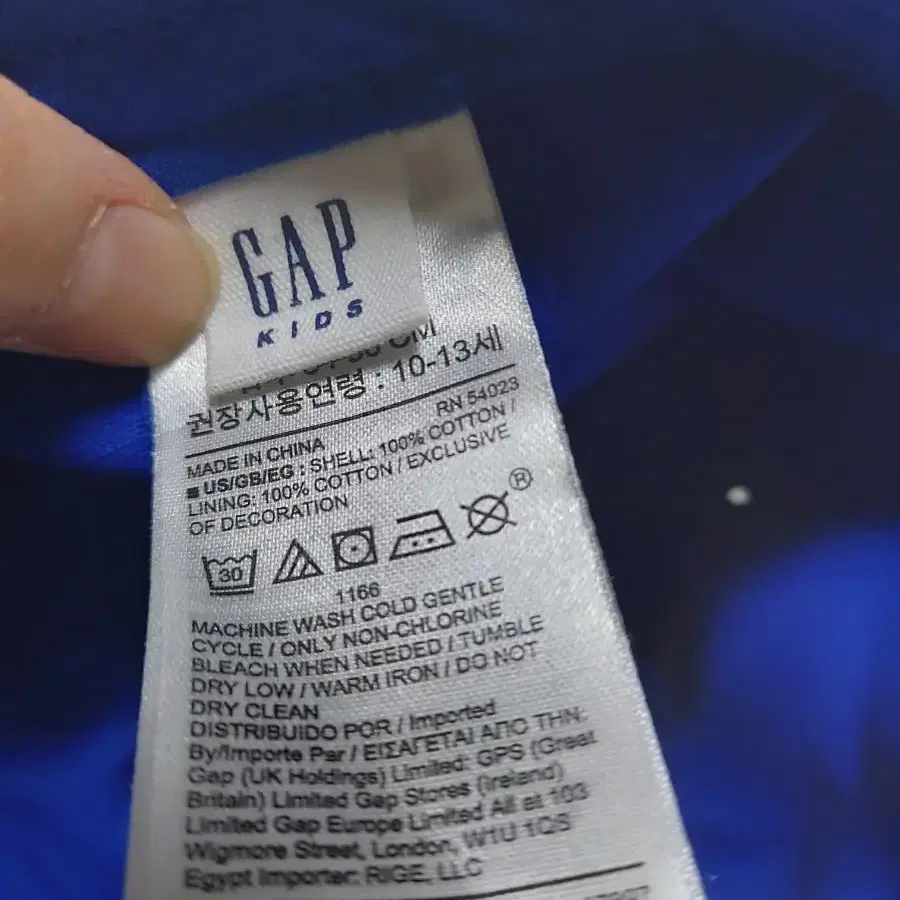 GAP
KIDS
CM
권장사용연령 : 10-13세
RN 54023
MADE IN CHINA
■ US/GB/EG : SHELL: 100% COTTON /
LINING: 100% COTTON / EXCLUSIVE
OF DECORATION
30
®
1166
MACHINE WASH COLD GENTLE
CYCLE / ONLY NON-CHLORINE
BLEACH WHEN NEEDED / TUMBLE
DRY LOW / WARM IRON / DO NOT
DRY CLEAN
DISTRIBUIDO POR / Imported
By/Importe Par / ΕΙΣΑΓΕΤΑΙ ΑΠΟ ΤΗΝ:
Gap (UK Holdings) Limited: GPS (Great
Britain) Limited Gap Stores (Ireland)
Limited Gap Europe Limited All at 103
Wigmore Street, London, W1U 1QS
Egypt Importer: RIGE, LLC